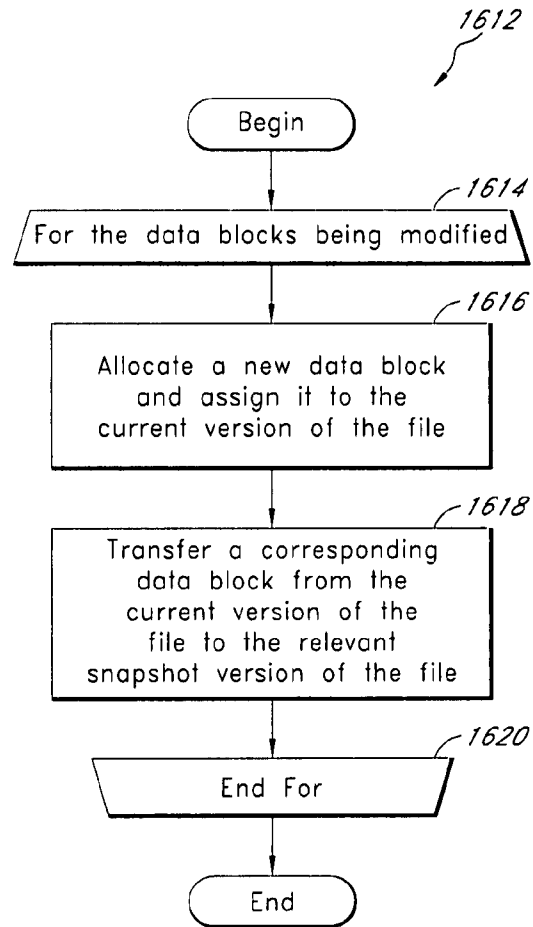 1612
Begin
1614
For the data blocks being modified
1616
Allocate a new data block
and assign it to the
current version of the file
1618
Transfer a corresponding
data block from the
current version of the
file to the relevant
snapshot version of the file
1620
End For
End